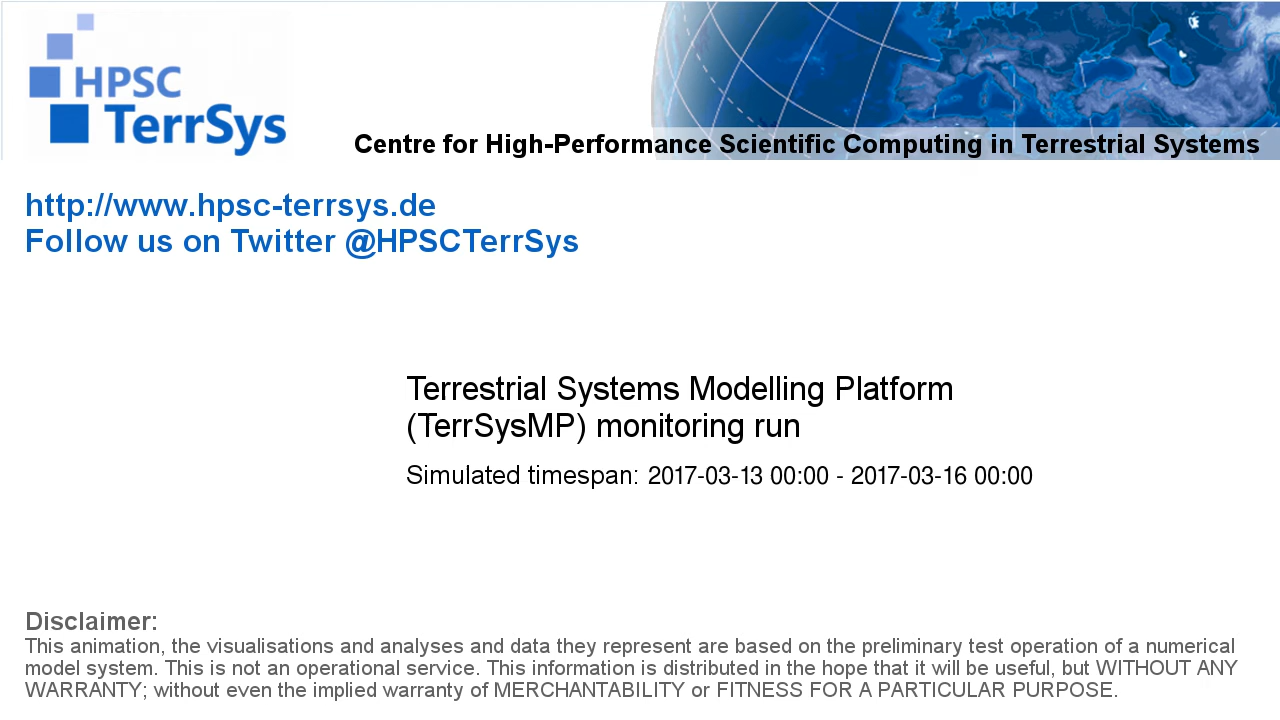 HPSC
TerrSys
Centre for High-Performance Scientific Computing in Terrestrial Systems
http://www.hpsc-terrsys.de
Follow us on Twitter @HPSCTerrSys
Terrestrial Systems Modelling Platform
(TerrSysMP) monitoring run
Simulated timespan: 2017-03-13 00:00 - 2017-03-16 00:00
Disclaimer:
This animation, the visualisations and analyses and data they represent are based on the preliminary test operation of a numerical
model system. This is not an operational service. This information is distributed in the hope that it will be useful, but WITHOUT ANY
WARRANTY; without even the implied warranty of MERCHANTABILITY or FITNESS FOR A PARTICULAR PURPOSE.